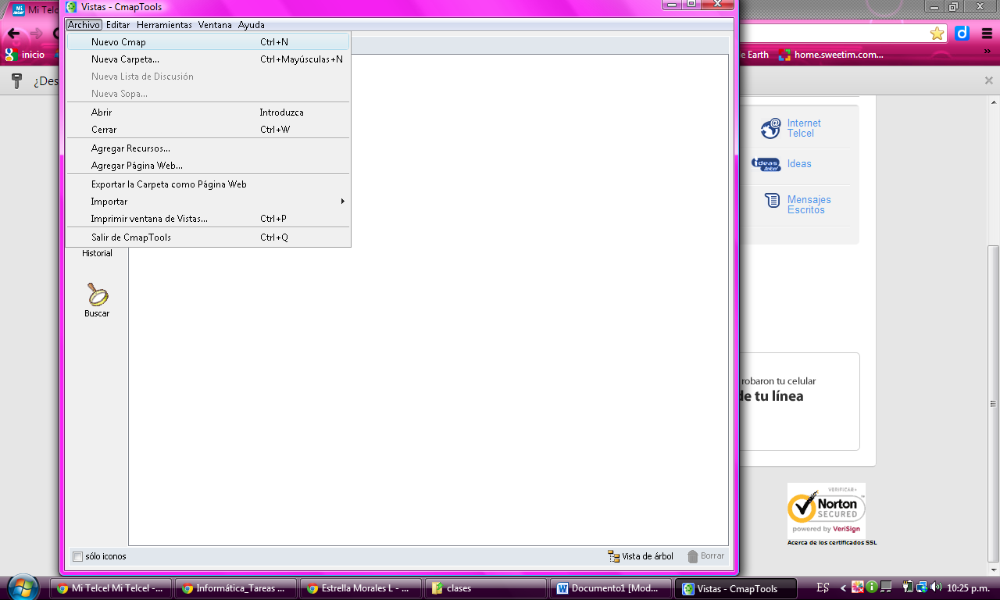 Mi Telcel
Vistas - CmapTools
Archivo Editar Herramientas Ventana Ayuda
Nuevo Cmap Ctrl+N
Nueva Carpeta... Ctrl+Mayúsculas+N
Nueva Lista de Discusión
Nueva Sopa...
Abrir Introduzca
Cerrar Ctrl+W
Agregar Recursos...
Agregar Página Web...
Exportar la Carpeta como Página Web
Importar
Imprimir ventana de Vistas... Ctrl+P
Salir de CmapTools Ctrl+Q
Historial
Buscar
sólo iconos
Vista de árbol
Borrar
inicio
Earth
home.sweetim.com...
»
Internet
Telcel
ideas
telcel
Ideas
Mensajes
Escritos
robaron tu celular
de tu línea
VERIFICAR>
Norton
SECURED
powered by VeriSign
Acerca de los certificados SSL
Mi Telcel Mi Telcel -...
Informática_Tareas ...
Estrella Morales L - ...
clases
Documento1 [Mod...
Vistas - CmapTools
ES
10:25 p.m.